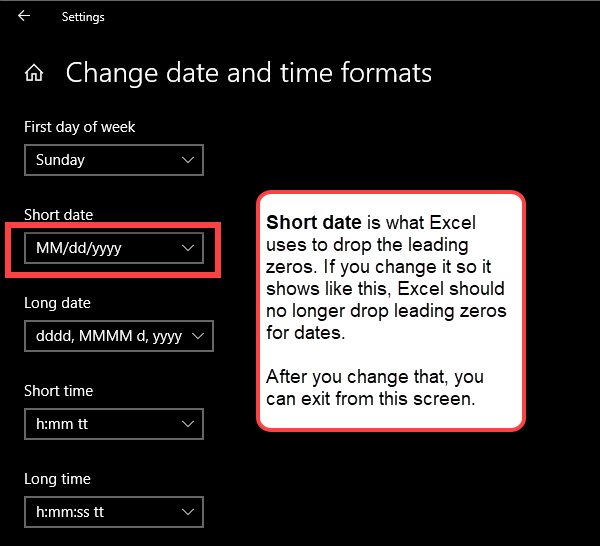 Settings
Change date and time formats
First day of week
Sunday
Short date
MM/dd/yyyy
Long date
dddd, MMMM d, yyyy
Short time
h:mm tt
Long time
h:mm:ss tt
Short date is what Excel
uses to drop the leading
zeros. If you change it so it
shows like this, Excel should
no longer drop leading zeros
for dates.
After you change that, you
can exit from this screen.